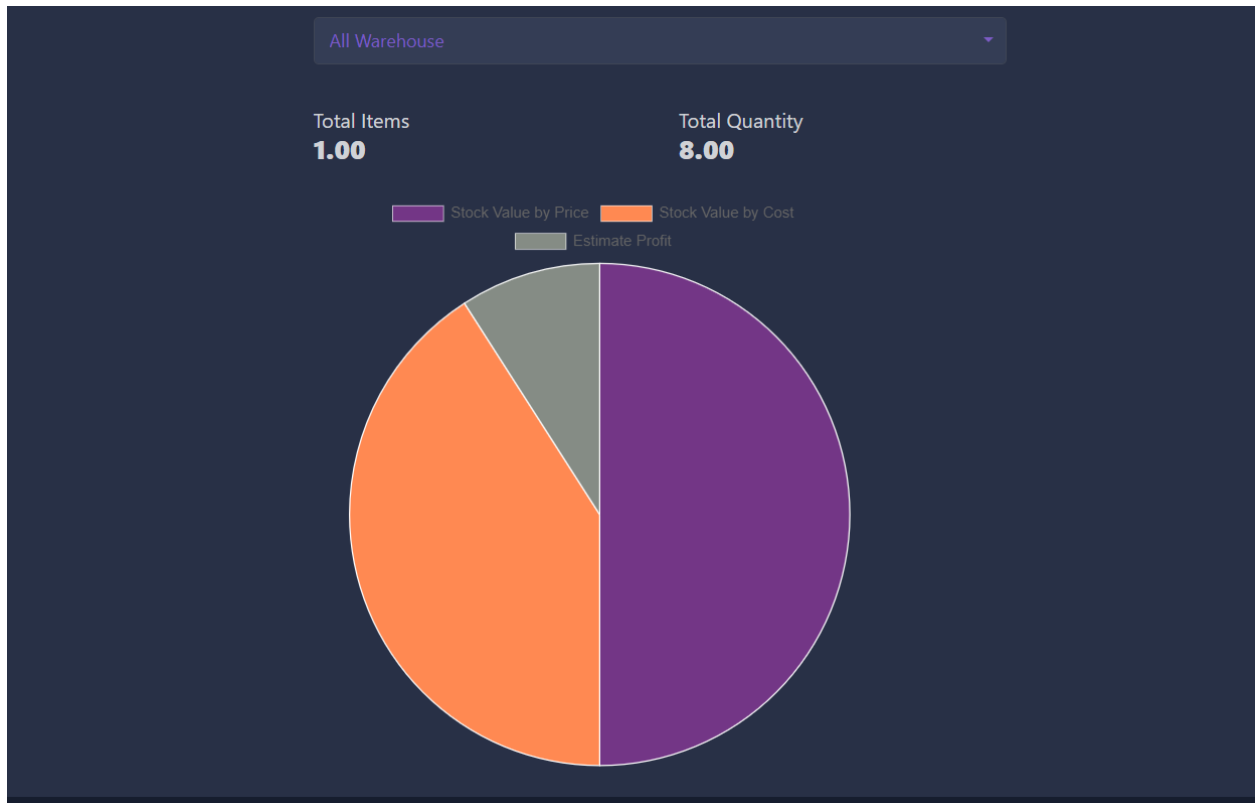 All Warehouse
Total Items
Total Quantity
1.00
8.00
Stock Value by Price
Stock Value by Cost
Estimate Profit